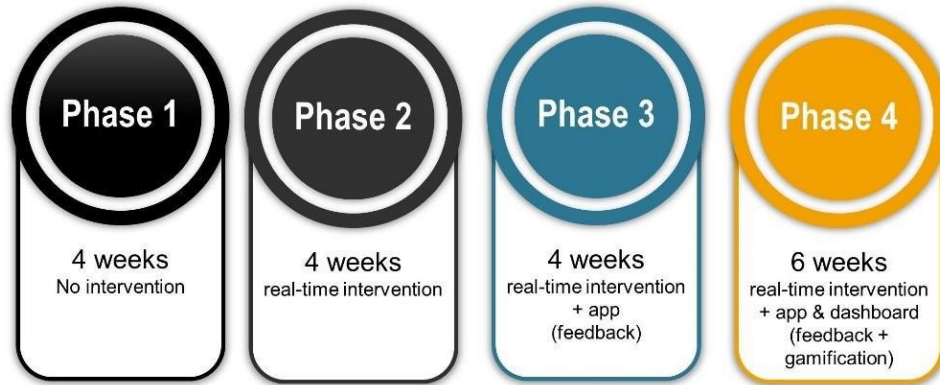 Phase 1
4 weeks
No intervention
Phase 2
4 weeks
real-time intervention
Phase 3
4 weeks
real-time intervention
+ app
(feedback)
Phase 4
6 weeks
real-time intervention
+ app & dashboard
(feedback +
gamification)